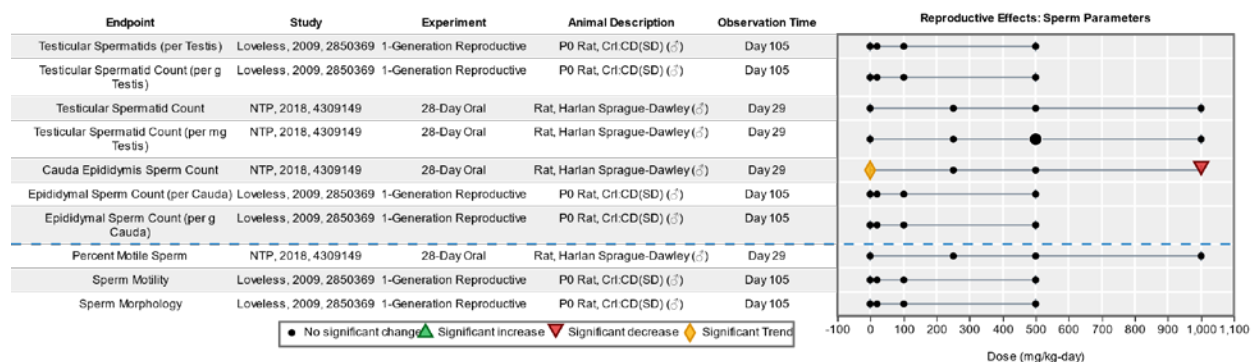 Endpoint Study Experiment Animal Description Observation Time Reproductive Effects: Sperm Parameters
Testicular Spermatids (per Testis) Loveless, 2009, 2850369 1-Generation Reproductive P0 Rat, Crl:CD(SD) (♂) Day 105
Testicular Spermatid Count (per g Loveless, 2009, 2850369 1-Generation Reproductive P0 Rat, Crl:CD(SD) (♂) Day 105
Testis)
Testicular Spermatid Count NTP, 2018, 4309149 28-Day Oral Rat, Harlan Sprague-Dawley (♂) Day 29
Testicular Spermatid Count (per mg NTP, 2018, 4309149 28-Day Oral Rat, Harlan Sprague-Dawley (♂) Day 29
Testis)
Cauda Epididymis Sperm Count NTP, 2018, 4309149 28-Day Oral Rat, Harlan Sprague-Dawley (♂) Day 29
Epididymal Sperm Count (per Cauda) Loveless, 2009, 2850369 1-Generation Reproductive P0 Rat, Crl:CD(SD) (♂) Day 105
Epididymal Sperm Count (per g Loveless, 2009, 2850369 1-Generation Reproductive P0 Rat, Crl:CD(SD) (♂) Day 105
Cauda)
Percent Motile Sperm NTP, 2018, 4309149 28-Day Oral Rat, Harlan Sprague-Dawley (♂) Day 29
Sperm Motility Loveless, 2009, 2850369 1-Generation Reproductive P0 Rat, Crl:CD(SD) (♂) Day 105
Sperm Morphology Loveless, 2009, 2850369 1-Generation Reproductive P0 Rat, Crl:CD(SD) (♂) Day 105
No significant change Significant increase Significant decrease Significant Trend
-100 0 100 200 300 400 500 600 700 800 900 1,000 1,100
Dose (mg/kg-day)